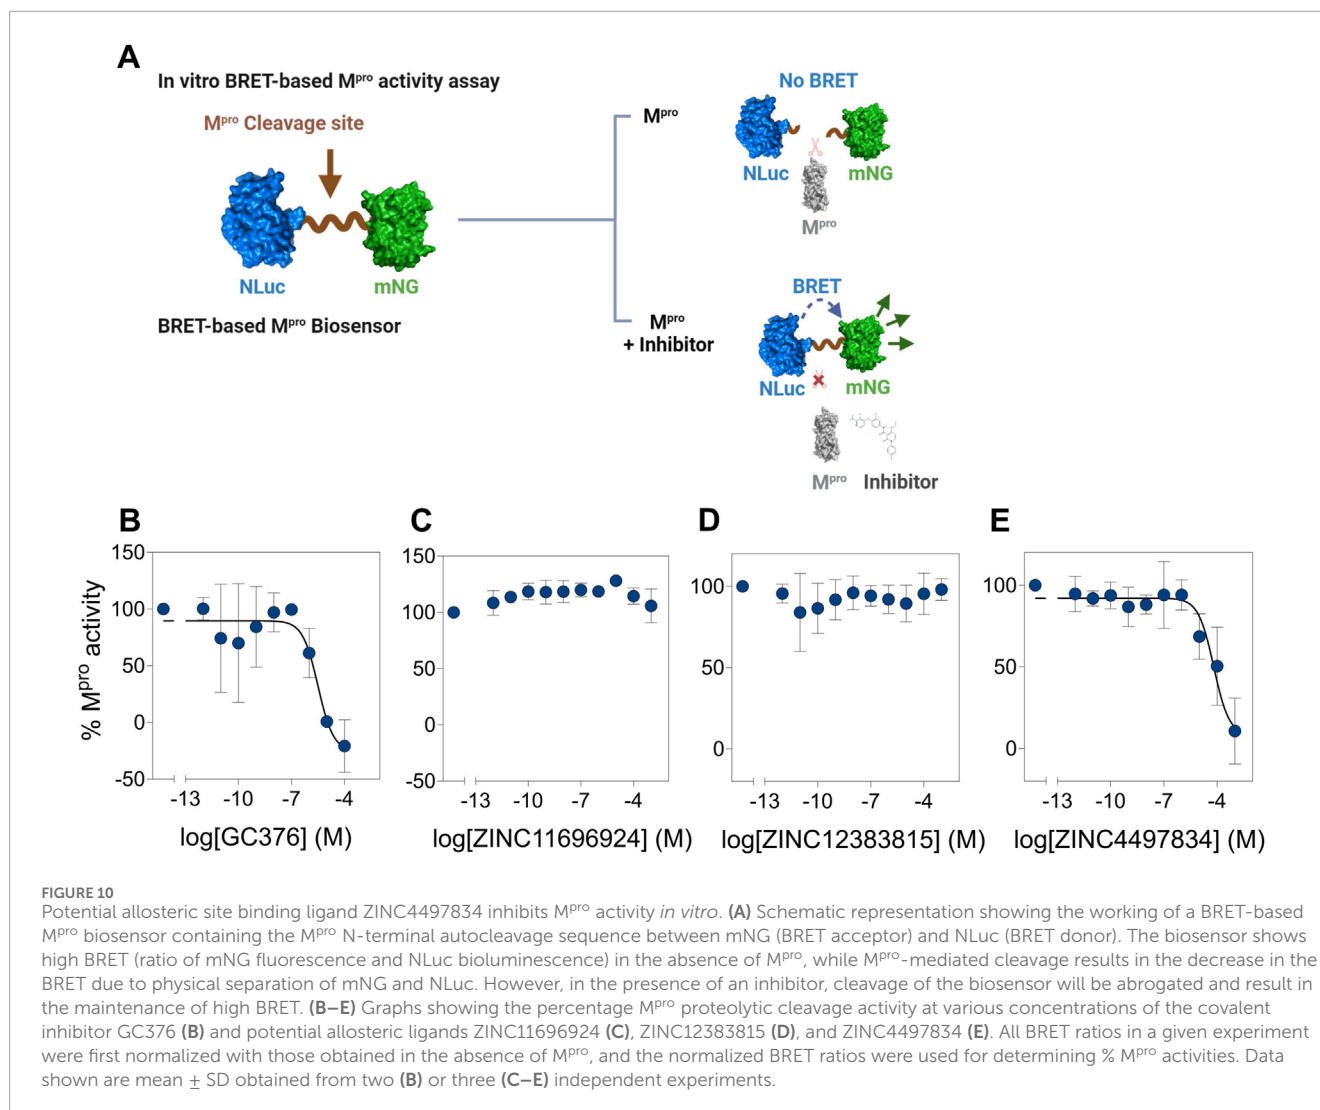 A
In vitro BRET-based Mᵖʳᵒ activity assay
Mᵖʳᵒ Cleavage site
NLuc
mNG
BRET-based Mᵖʳᵒ Biosensor
Mᵖʳᵒ
No BRET
NLuc
mNG
Mᵖʳᵒ
Mᵖʳᵒ
+ Inhibitor
BRET
NLuc
mNG
Mᵖʳᵒ
Inhibitor
B
% Mᵖʳᵒ activity
150
100
50
0
-50
-13 -10 -7 -4
log[GC376] (M)
C
150
100
50
0
-50
-13 -10 -7 -4
log[ZINC11696924] (M)
D
100
50
0
-13 -10 -7 -4
log[ZINC12383815] (M)
E
100
50
0
-13 -10 -7 -4
log[ZINC4497834] (M)
FIGURE 10
Potential allosteric site binding ligand ZINC4497834 inhibits Mᵖʳᵒ activity in vitro. (A) Schematic representation showing the working of a BRET-based
Mᵖʳᵒ biosensor containing the Mᵖʳᵒ N-terminal autocleavage sequence between mNG (BRET acceptor) and NLuc (BRET donor). The biosensor shows
high BRET (ratio of mNG fluorescence and NLuc bioluminescence) in the absence of Mᵖʳᵒ, while Mᵖʳᵒ-mediated cleavage results in the decrease in the
BRET due to physical separation of mNG and NLuc. However, in the presence of an inhibitor, cleavage of the biosensor will be abrogated and result in
the maintenance of high BRET. (B–E) Graphs showing the percentage Mᵖʳᵒ proteolytic cleavage activity at various concentrations of the covalent
inhibitor GC376 (B) and potential allosteric ligands ZINC11696924 (C), ZINC12383815 (D), and ZINC4497834 (E). All BRET ratios in a given experiment
were first normalized with those obtained in the absence of Mᵖʳᵒ, and the normalized BRET ratios were used for determining % Mᵖʳᵒ activities. Data
shown are mean ± SD obtained from two (B) or three (C–E) independent experiments.